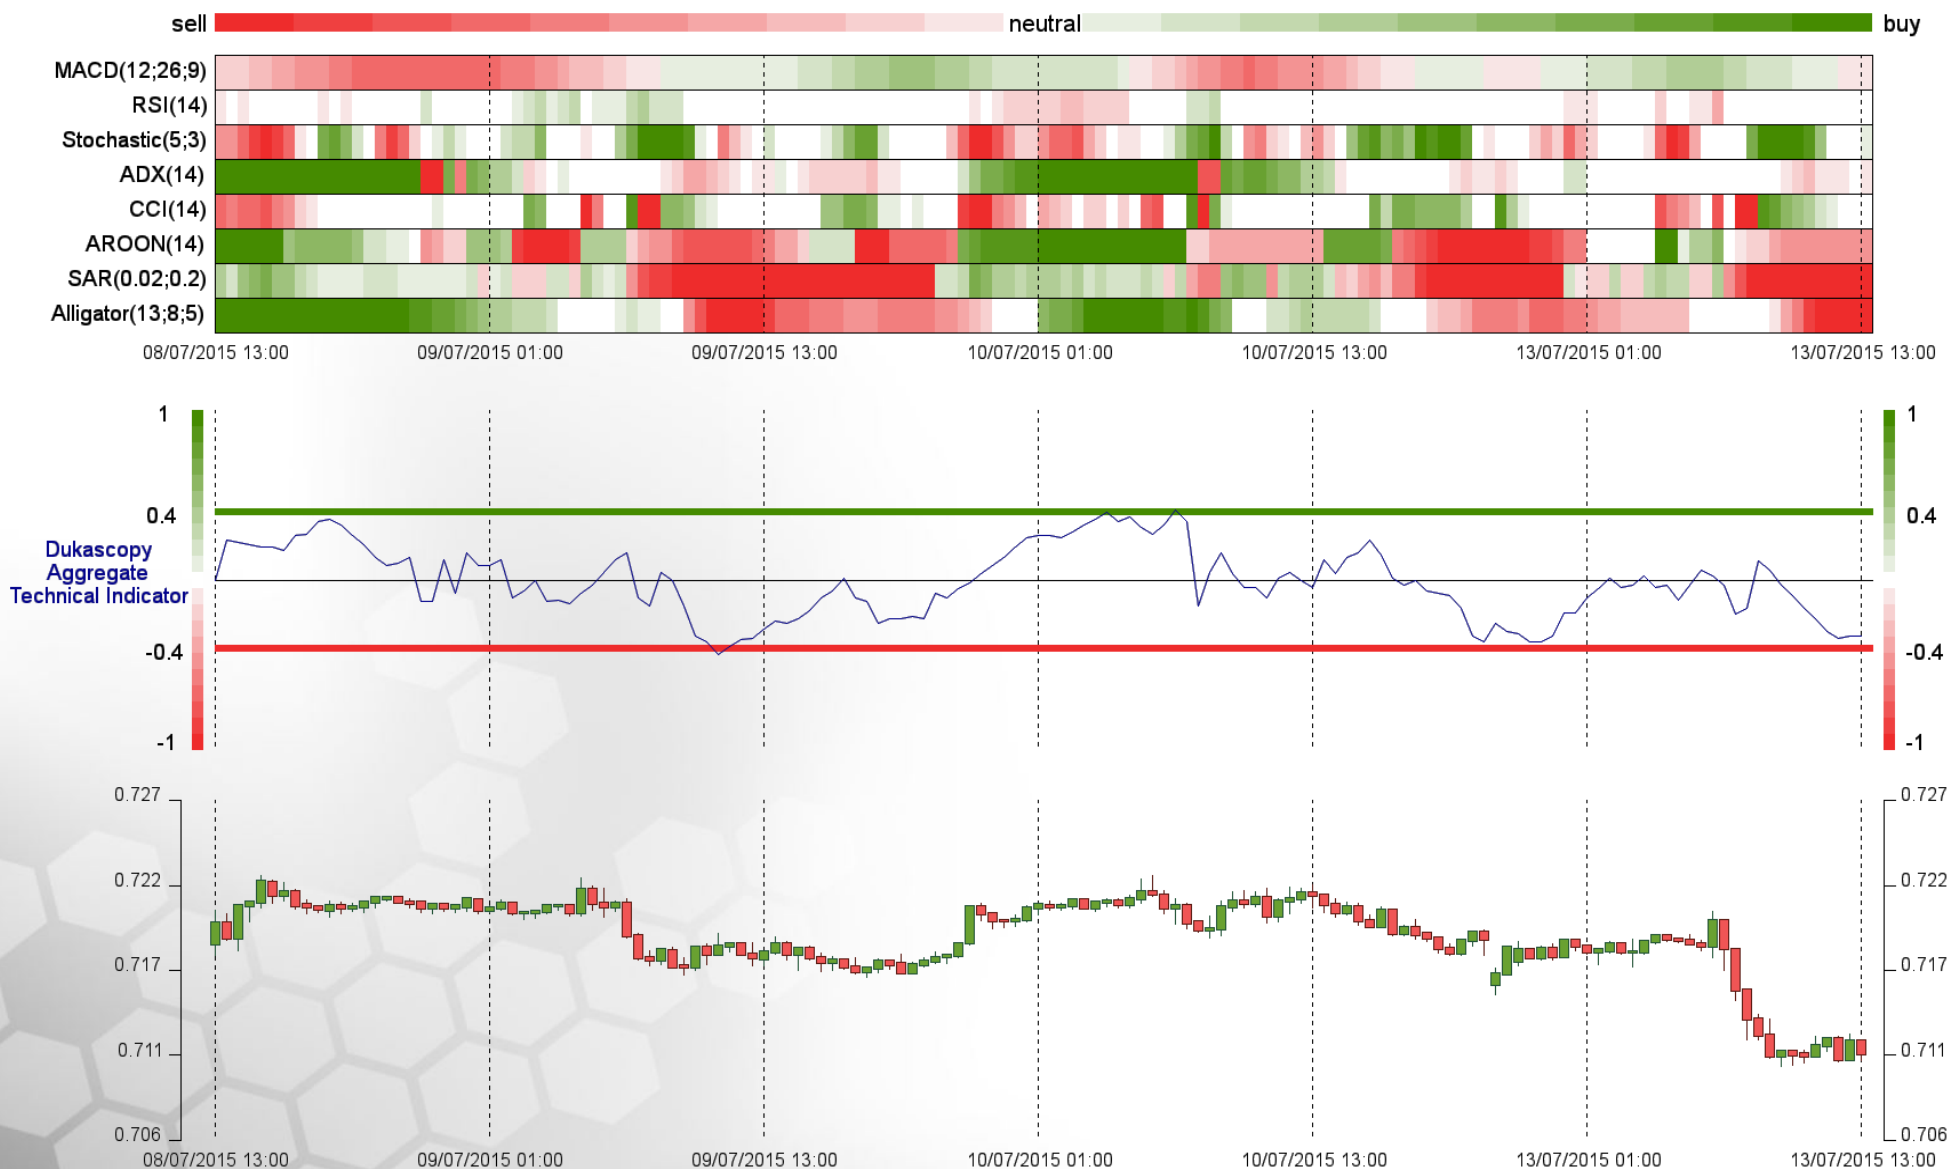 sell neutral buy
MACD(12;26;9)
RSI(14)
Stochastic(5;3)
ADX(14)
CCI(14)
AROON(14)
SAR(0.02;0.2)
Alligator(13;8;5)
08/07/2015 13:00 09/07/2015 01:00 09/07/2015 13:00 10/07/2015 01:00 10/07/2015 13:00 13/07/2015 01:00 13/07/2015 13:00
1 1
0.4 0.4
Dukascopy
Aggregate
Technical Indicator
-0.4 -0.4
-1 -1
0.727 0.727
0.722 0.722
0.717 0.717
0.711 0.711
0.706 0.706
08/07/2015 13:00 09/07/2015 01:00 09/07/2015 13:00 10/07/2015 01:00 10/07/2015 13:00 13/07/2015 01:00 13/07/2015 13:00